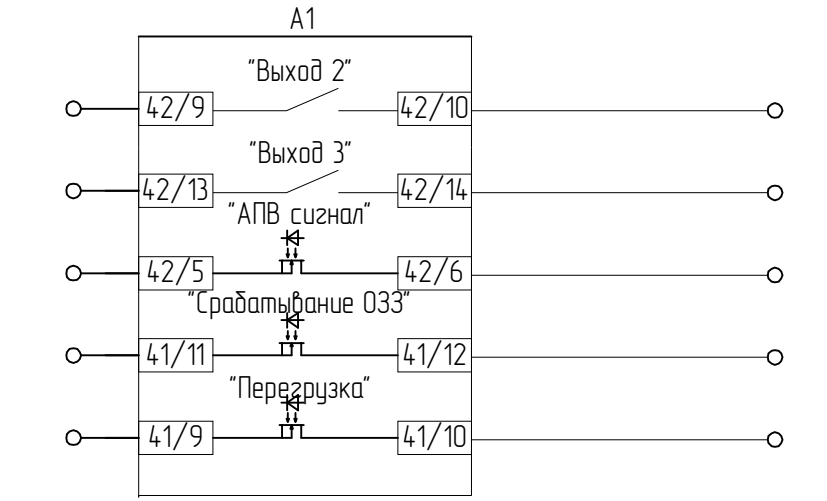 А1
"Выход 2"
42/9 42/10
"Выход 3"
42/13 42/14
"АПВ сигнал"
42/5 42/6
"Срабатывание ОЗЗ"
41/11 41/12
"Перегрузка"
41/9 41/10